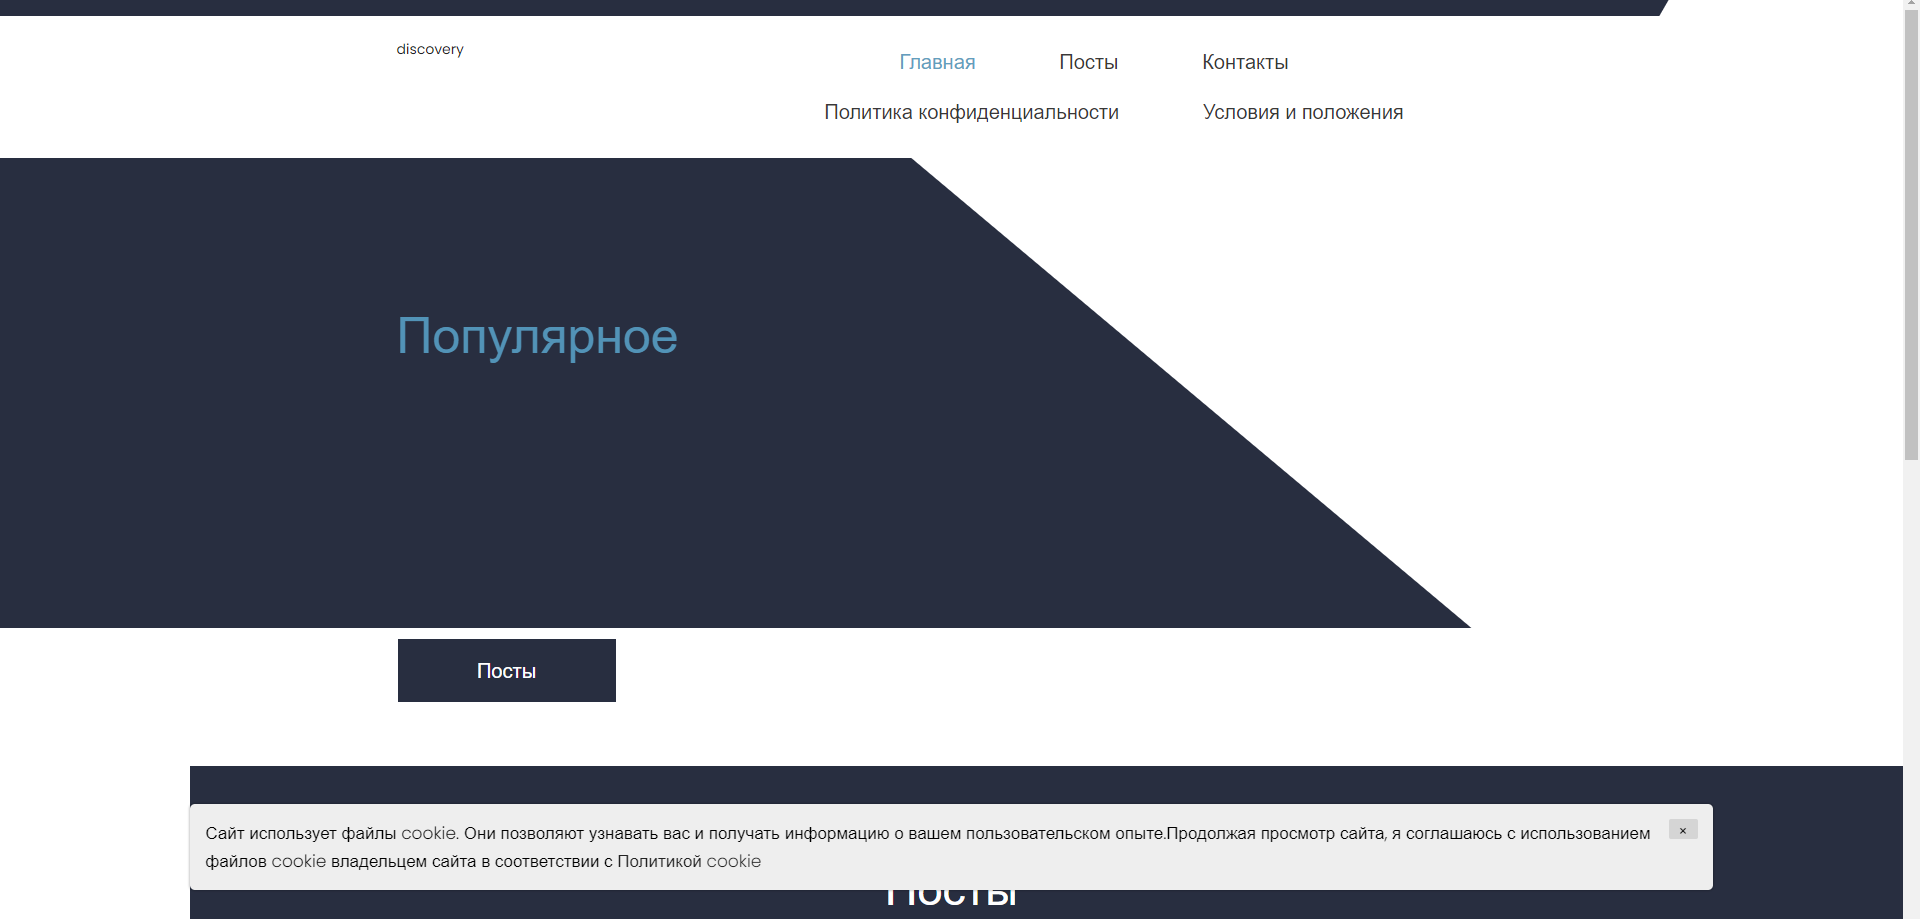 discovery
Главная Посты Контакты
Политика конфиденциальности Условия и положения
Популярное
Посты
Сайт использует файлы cookie. Они позволяют узнавать вас и получать информацию о вашем пользовательском опыте.Продолжая просмотр сайта, я соглашаюсь с использованием
файлов cookie владельцем сайта в соответствии с Политикой cookie
×
Посты